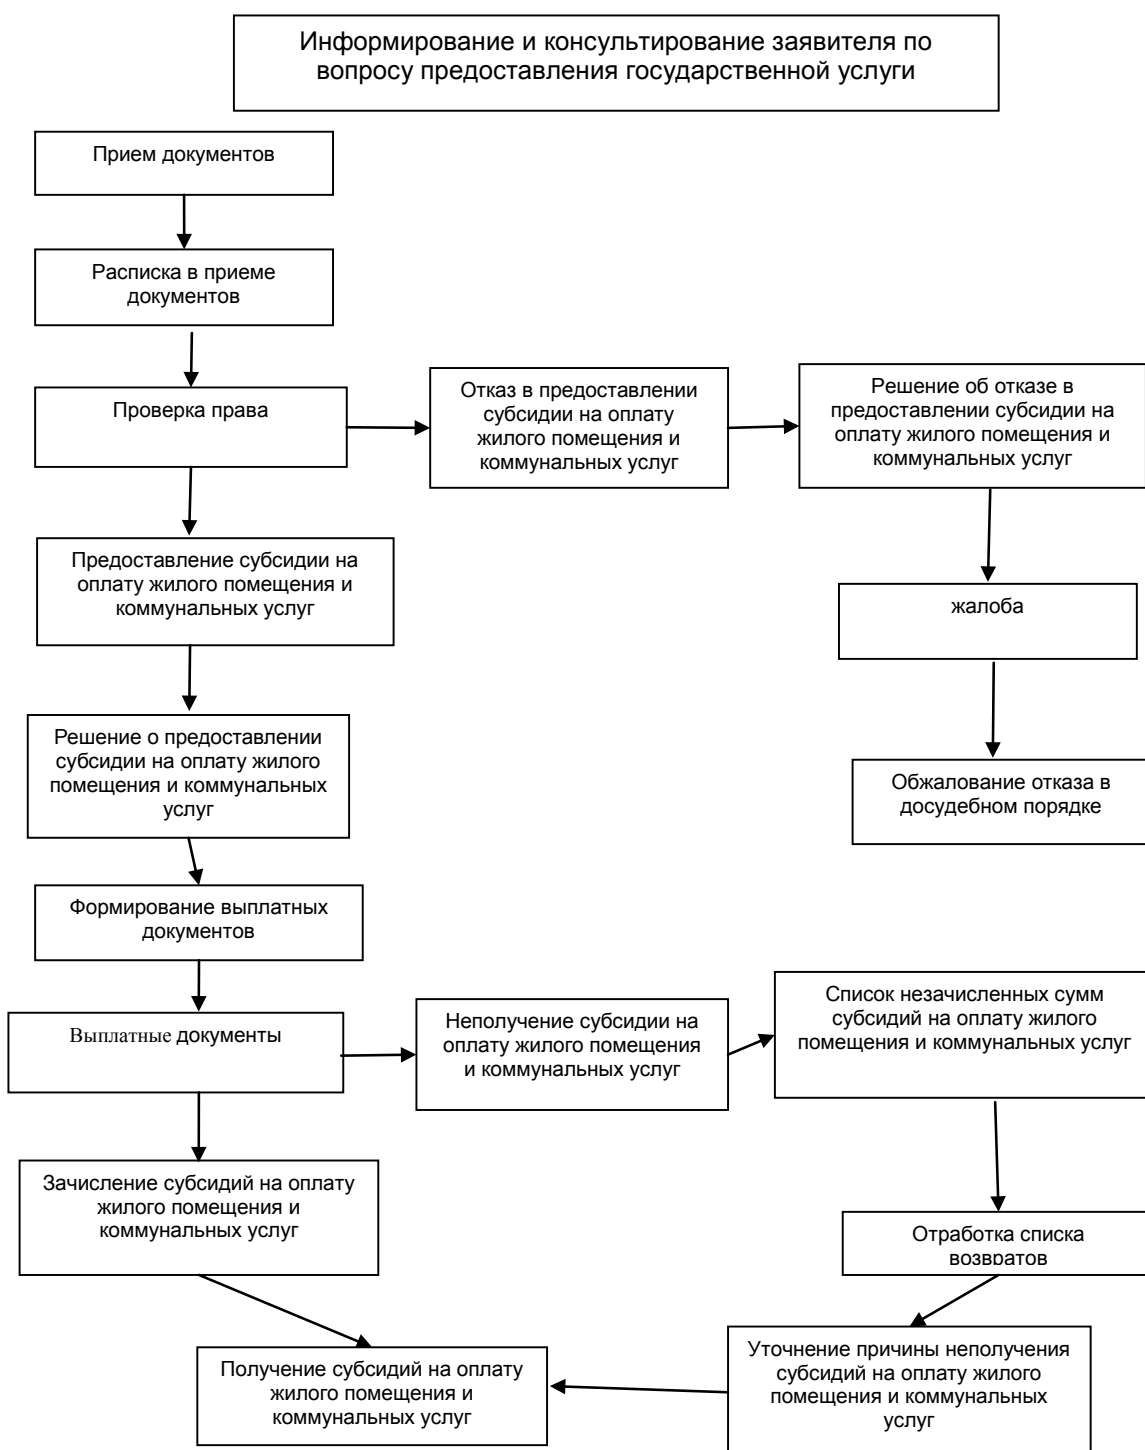 Информирование и консультирование заявителя по
вопросу предоставления государственной услуги
Прием документов
Расписка в приеме
документов
Проверка права
Отказ в предоставлении
субсидии на оплату
жилого помещения и
коммунальных услуг
Решение об отказе в
предоставлении субсидии на
оплату жилого помещения и
коммунальных услуг
Предоставление субсидии на
оплату жилого помещения и
коммунальных услуг
жалоба
Решение о предоставлении
субсидии на оплату жилого
помещения и коммунальных
услуг
Обжалование отказа в
досудебном порядке
Формирование выплатных
документов
Выплатные документы
Неполучение субсидии на
оплату жилого помещения
и коммунальных услуг
Список незачисленных сумм
субсидий на оплату жилого
помещения и коммунальных услуг
Зачисление субсидий на оплату
жилого помещения и
коммунальных услуг
Отработка списка
возвратов
Получение субсидий на оплату
жилого помещения и
коммунальных услуг
Уточнение причины неполучения
субсидий на оплату жилого
помещения и коммунальных
услуг